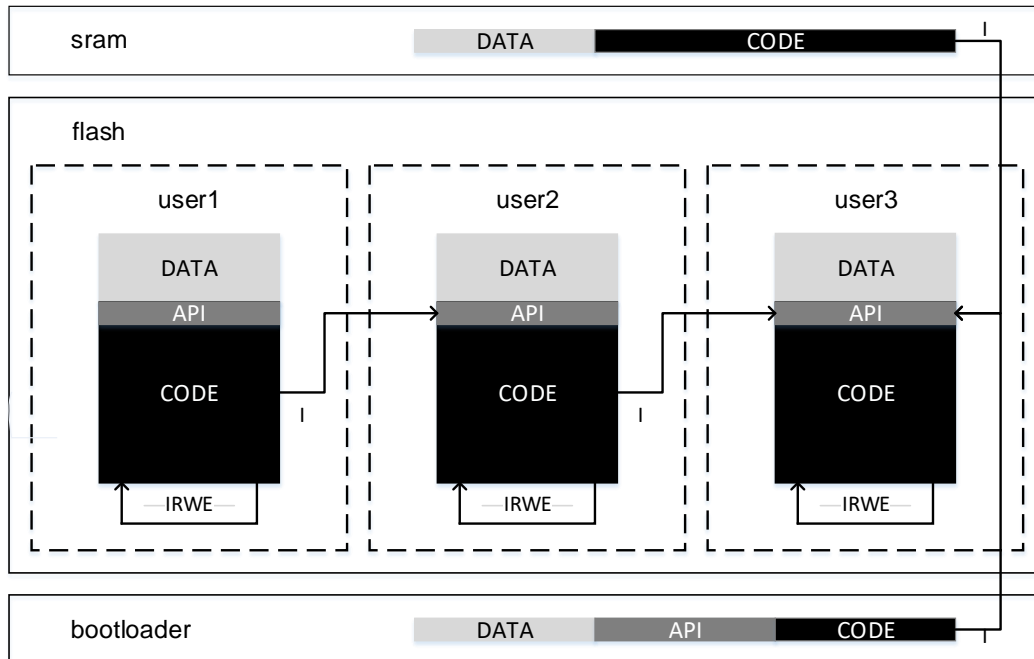 sram
DATA
CODE
I
flash
user1
user2
user3
DATA
DATA
DATA
API
API
API
CODE
CODE
CODE
I
I
IRWE
IRWE
IRWE
bootloader
DATA
API
CODE
I